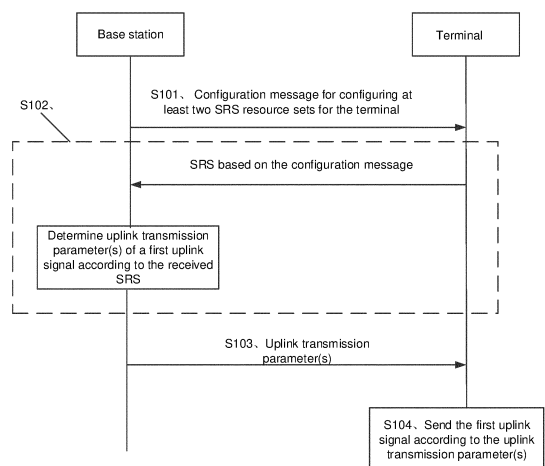 Base station
Terminal
S101、 Configuration message for configuring at
least two SRS resource sets for the terminal
S102、
SRS based on the configuration message
Determine uplink transmission
parameter(s) of a first uplink
signal according to the received
SRS
S103、Uplink transmission
parameter(s)
S104、Send the first uplink
signal according to the uplink
transmission parameter(s)